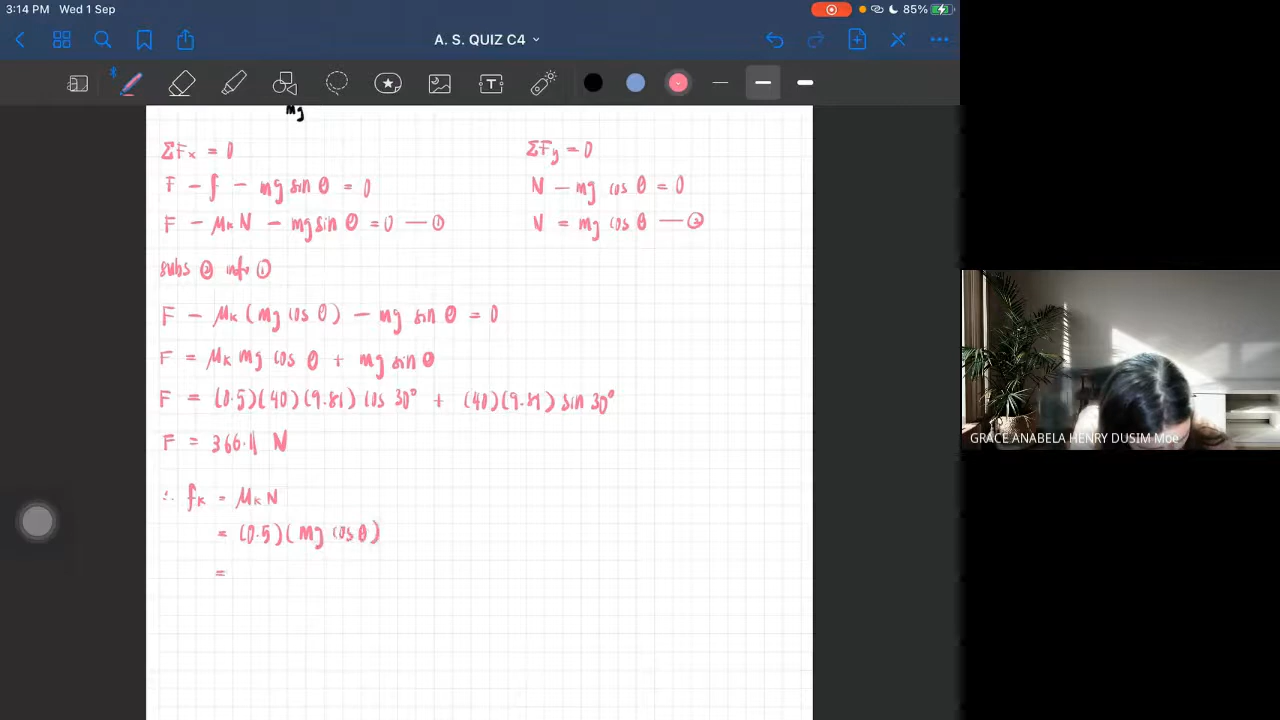 3:14 PM Wed 1 Sep
85%
A. S. QUIZ C4
mg
ΣFx = 0
F - f - mg sin θ = 0
F - μk N - mg sin θ = 0 — ①
ΣFy = 0
N - mg cos θ = 0
N = mg cos θ — ②
subs ② into ①
F - μk (mg cos θ) - mg sin θ = 0
F = μk mg cos θ + mg sin θ
F = (0.5)(40)(9.81) cos 30° + (40)(9.81) sin 30°
F = 366.1 N
∴ fk = μk N
= (0.5)(mg cos θ)
=
GRACE ANABELA HENRY DUSIM Moe